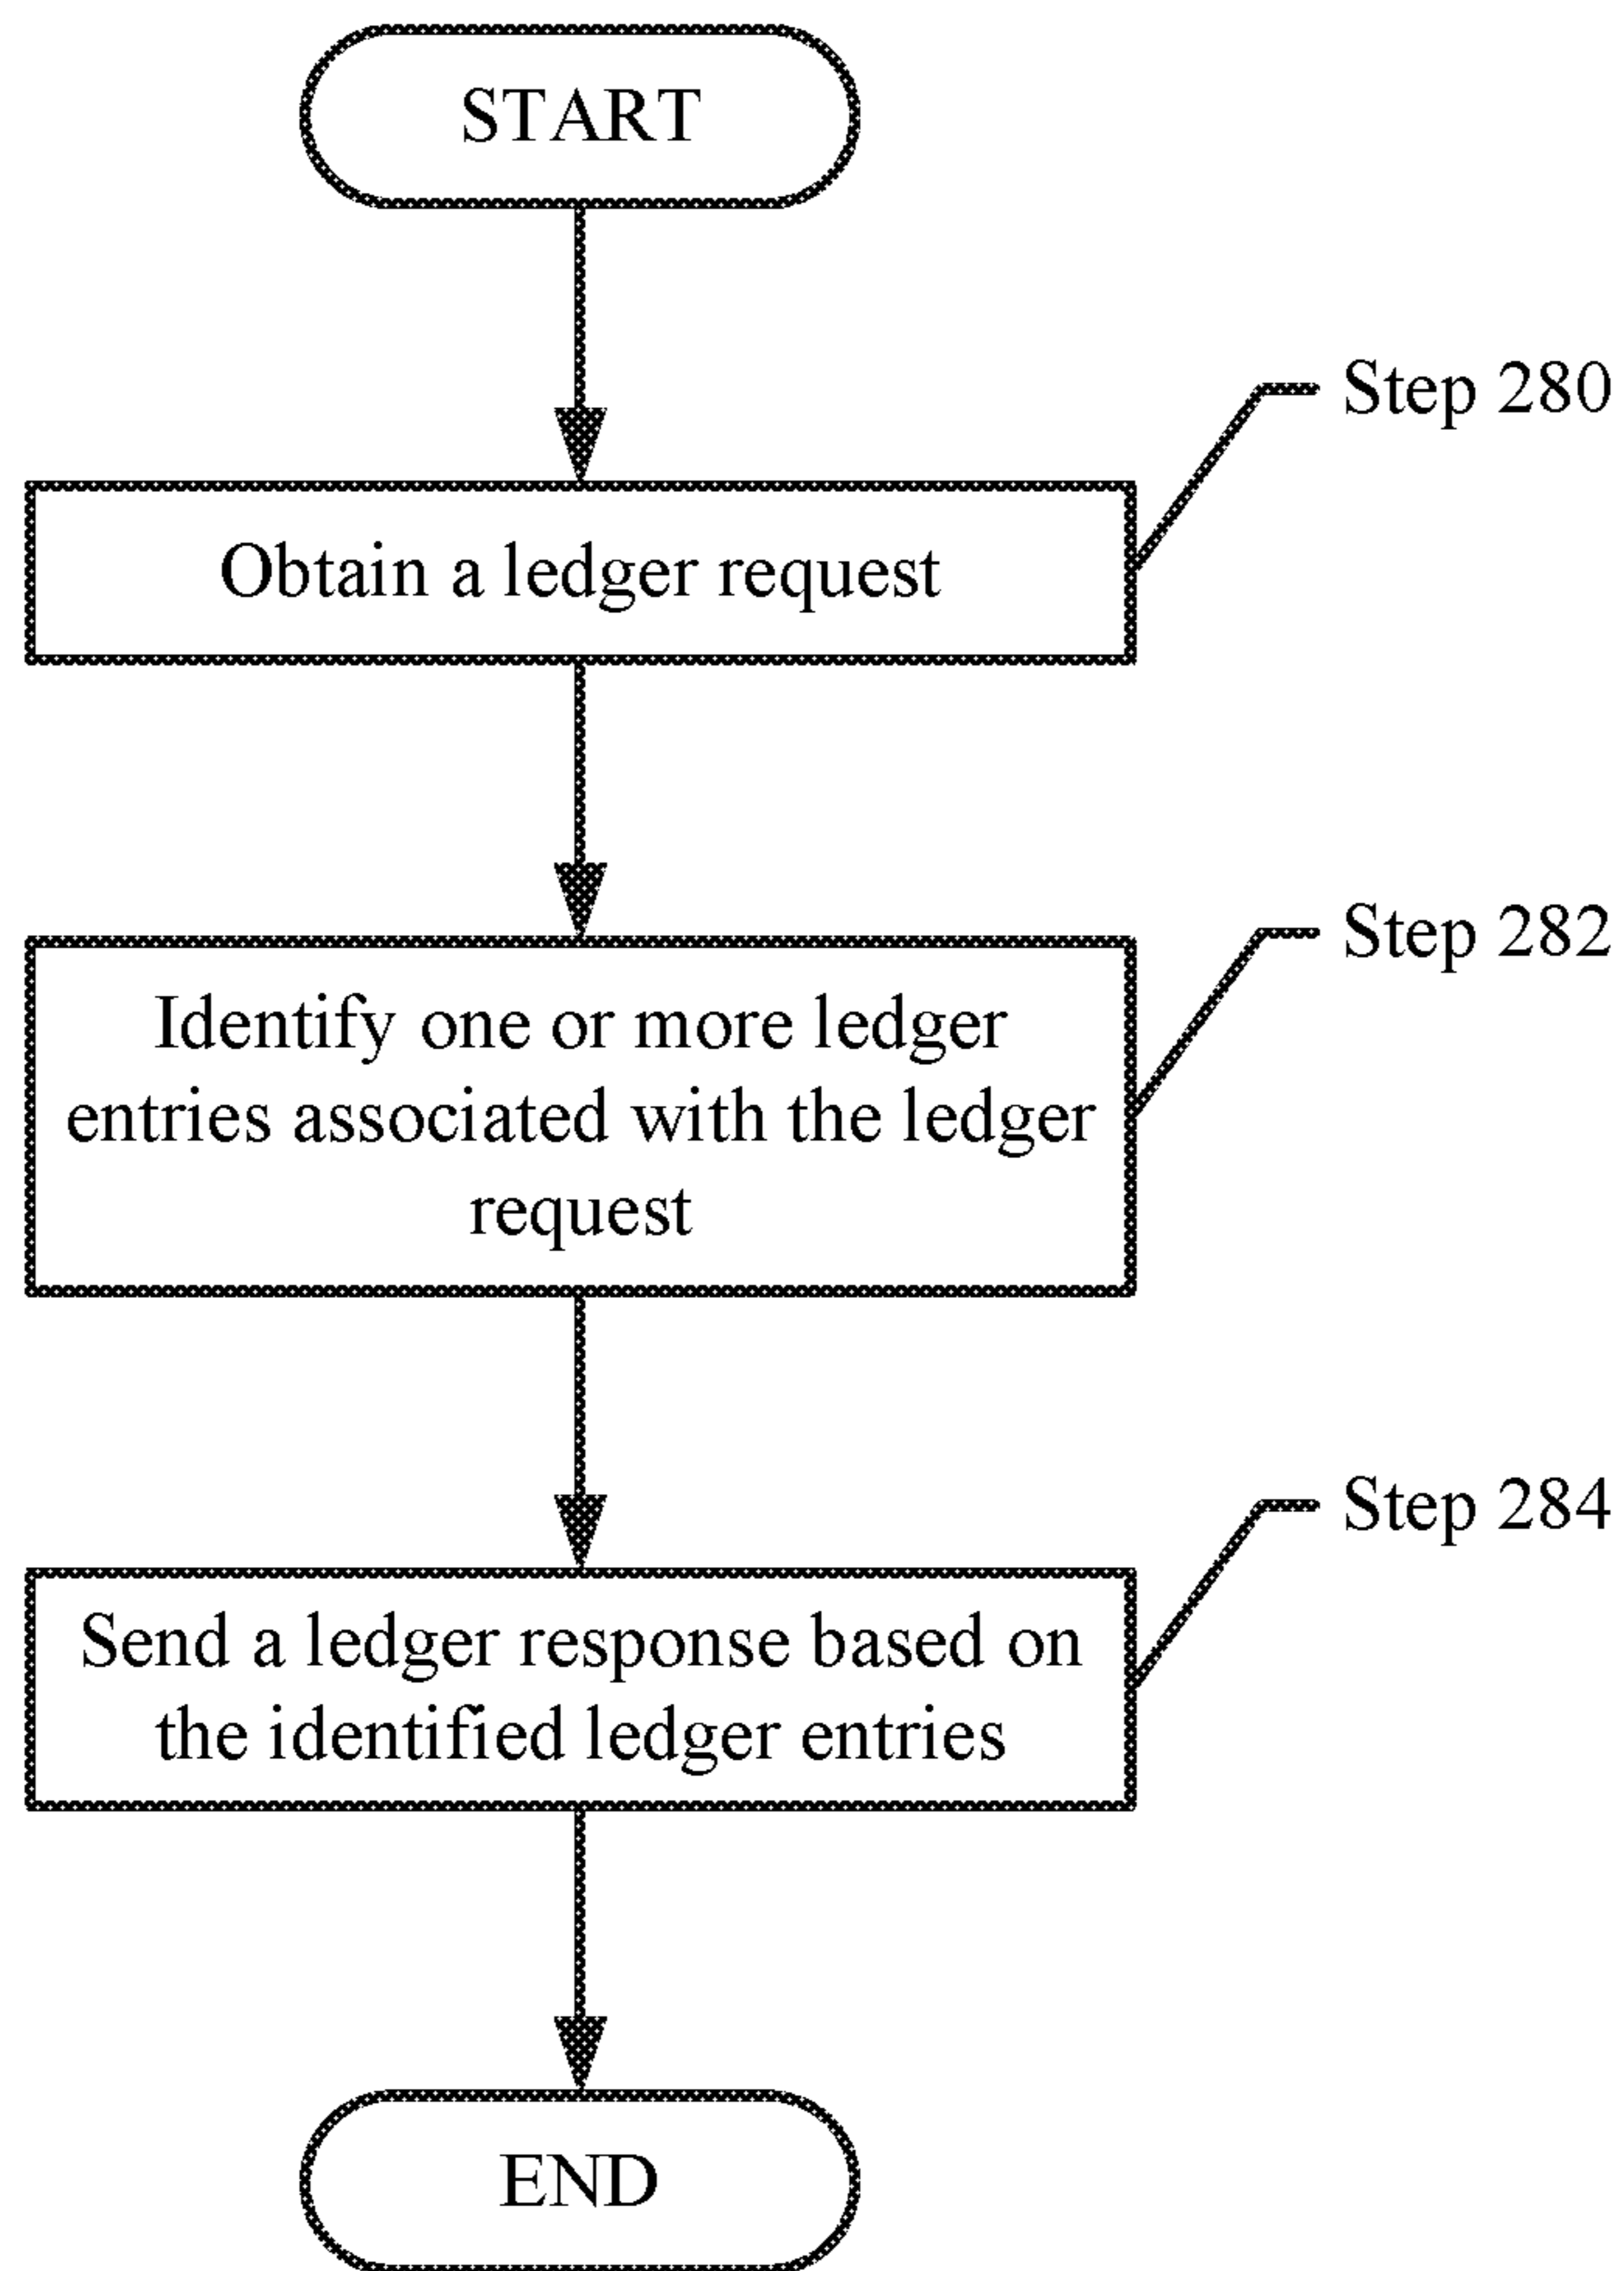 START
Step 280
Obtain a ledger request
Step 282
Identify one or more ledger
entries associated with the ledger
request
Step 284
Send a ledger response based on
the identified ledger entries
END